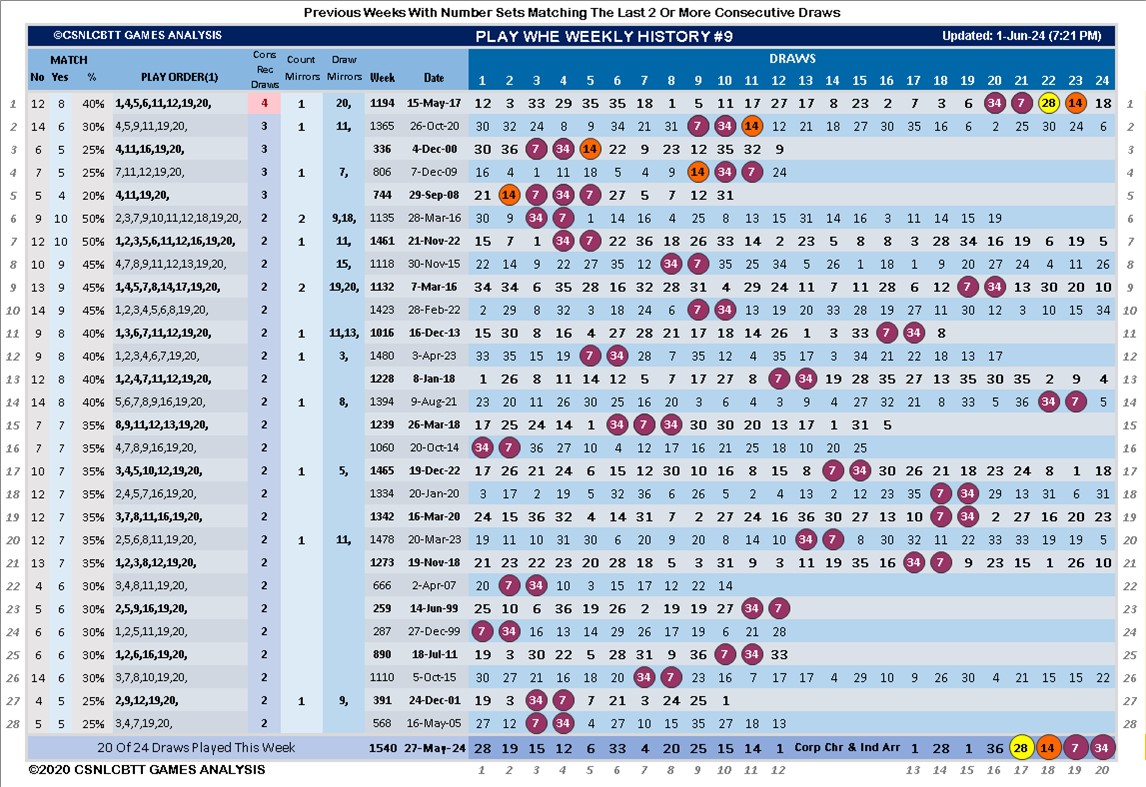 Previous Weeks With Number Sets Matching The Last 2 Or More Consecutive Draws
©CSNLCBTT GAMES ANALYSIS PLAY WHE WEEKLY HISTORY #9 Updated: 1-Jun-24 (7:21 PM)
MATCH Cons Rec Draws Count Mirrors Draw Mirrors DRAWS
No Yes % PLAY ORDER(1) Week Date 1 2 3 4 5 6 7 8 9 10 11 12 13 14 15 16 17 18 19 20 21 22 23 24
1 12 8 40% 1,4,5,6,11,12,19,20, 4 1 20, 1194 15-May-17 12 3 33 29 35 35 18 1 5 11 17 27 17 8 23 2 7 3 6 34 7 28 14 18 1
2 14 6 30% 4,5,9,11,19,20, 3 1 11, 1365 26-Oct-20 30 32 24 8 9 34 21 31 7 34 11 14 12 21 18 27 30 35 16 6 2 25 30 24 6 2
3 6 5 25% 4,11,16,19,20, 3 336 4-Dec-00 30 36 7 34 14 22 9 23 12 35 32 9 3
4 7 5 25% 7,11,12,19,20, 3 1 7, 806 7-Dec-09 16 4 1 11 18 5 4 9 14 34 7 24 4
5 5 4 20% 4,11,19,20, 3 744 29-Sep-08 21 14 7 34 7 27 5 7 12 31 5
6 9 10 50% 2,3,7,9,10,11,12,18,19,20, 2 2 9,18, 1135 28-Mar-16 30 9 34 7 1 14 16 4 25 8 13 15 31 14 16 3 11 14 15 19 6
7 12 10 50% 1,2,3,5,6,11,12,16,19,20, 2 1 11, 1461 21-Nov-22 15 7 1 34 7 22 36 18 26 33 14 2 23 5 8 8 3 28 34 16 19 6 19 5 7
8 10 9 45% 4,7,8,9,11,12,13,19,20, 2 15, 1118 30-Nov-15 22 14 9 22 27 35 12 34 7 35 25 34 5 26 1 18 1 9 20 27 24 4 11 26 8
9 13 9 45% 1,4,5,7,8,14,17,19,20, 2 2 19,20, 1132 7-Mar-16 34 34 6 35 28 16 32 28 31 4 29 24 11 7 11 28 6 12 7 34 13 30 20 10 9
10 14 9 45% 1,2,3,4,5,6,8,19,20, 2 1423 28-Feb-22 2 29 8 32 3 18 24 6 7 34 13 19 20 33 28 19 27 11 30 12 3 10 15 34 10
11 9 8 40% 1,3,6,7,11,12,19,20, 2 1 11,13, 1016 16-Dec-13 15 30 8 16 4 27 28 21 17 18 14 26 1 3 33 7 34 8 11
12 9 8 40% 1,2,3,4,6,7,19,20, 2 1 3, 1480 3-Apr-23 33 35 15 19 7 34 28 7 35 12 4 35 17 3 34 21 22 18 13 17 12
13 12 8 40% 1,2,4,7,11,12,19,20, 2 1228 8-Jan-18 1 26 8 11 14 12 5 7 17 27 8 7 34 19 28 35 27 13 35 30 35 2 9 4 13
14 14 8 40% 5,6,7,8,9,16,19,20, 2 1 8, 1394 9-Aug-21 23 20 11 26 30 25 16 20 3 6 4 3 9 4 27 32 21 8 33 5 36 34 7 5 14
15 7 7 35% 8,9,11,12,13,19,20, 2 1239 26-Mar-18 17 25 24 14 1 34 7 34 30 30 20 13 17 1 31 5 15
16 7 7 35% 4,7,8,9,16,19,20, 2 1060 20-Oct-14 34 7 36 27 10 4 12 17 16 21 25 18 10 20 25 16
17 10 7 35% 3,4,5,10,12,19,20, 2 1 5, 1465 19-Dec-22 17 26 21 24 6 15 12 30 10 16 8 15 8 7 34 30 26 21 18 23 24 8 1 18 17
18 12 7 35% 2,4,5,7,16,19,20, 2 1334 20-Jan-20 3 17 2 19 5 32 36 6 26 5 2 4 13 2 12 23 35 7 34 29 13 31 6 31 18
19 12 7 35% 3,7,8,11,16,19,20, 2 1342 16-Mar-20 24 15 36 32 4 14 31 7 2 27 24 16 36 30 27 13 10 7 34 2 27 16 20 23 19
20 12 7 35% 2,5,6,8,11,19,20, 2 1 11, 1478 20-Mar-23 19 11 10 31 30 6 20 9 20 8 14 10 34 7 8 30 32 11 22 33 33 19 19 5 20
21 13 7 35% 1,2,3,8,12,19,20, 2 1273 19-Nov-18 21 23 22 23 20 28 18 5 3 31 9 3 11 19 35 16 34 7 9 23 15 1 26 10 21
22 4 6 30% 3,4,8,11,19,20, 2 666 2-Apr-07 20 7 34 10 3 15 17 12 22 14 22
23 5 6 30% 2,5,9,16,19,20, 2 259 14-Jun-99 25 10 6 36 19 26 2 19 19 27 34 7 23
24 6 6 30% 1,2,5,11,19,20, 2 287 27-Dec-99 7 34 16 13 14 29 26 17 19 6 21 28 24
25 6 6 30% 1,2,6,16,19,20, 2 890 18-Jul-11 19 3 30 22 5 28 31 9 36 7 34 33 25
26 14 6 30% 3,7,8,10,19,20, 2 1110 5-Oct-15 24 13 15 2 25 20 34 7 23 16 7 17 17 4 29 10 9 26 30 4 21 15 15 22 26
27 4 5 25% 2,9,12,19,20, 2 1 9, 391 24-Dec-01 19 3 34 7 7 21 3 24 25 1 27
28 5 5 25% 3,4,7,19,20, 2 568 16-May-05 27 12 7 34 4 27 10 15 35 27 18 13 28
20 Of 24 Draws Played This Week 1540 27-May-24 28 19 15 12 6 33 4 20 25 15 14 1 Corp Chr & Ind Arr 1 28 1 36 28 14 7 34
©2020 CSNLCBTT GAMES ANALYSIS 1 2 3 4 5 6 7 8 9 10 11 12 13 14 15 16 17 18 19 20